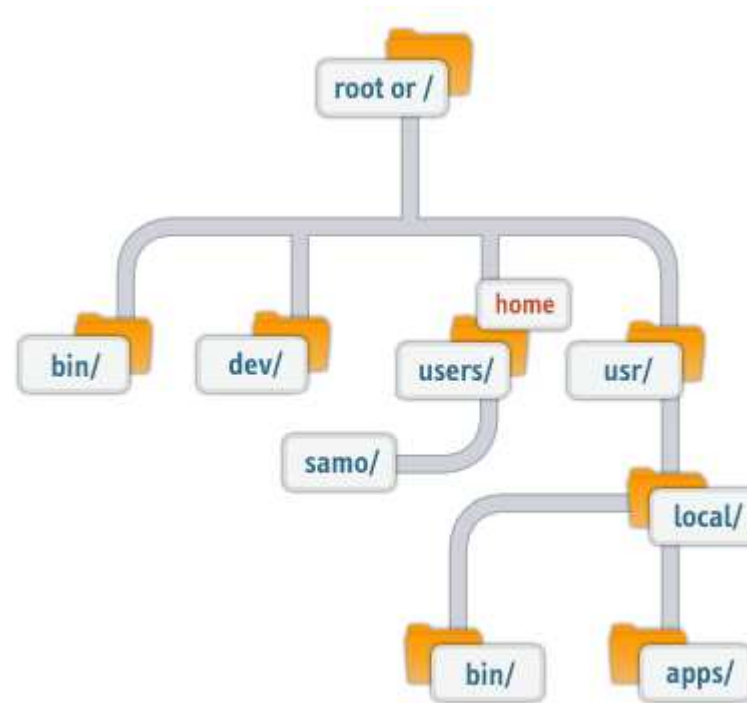 root or /
home
bin/
dev/
users/
usr/
samo/
local/
bin/
apps/